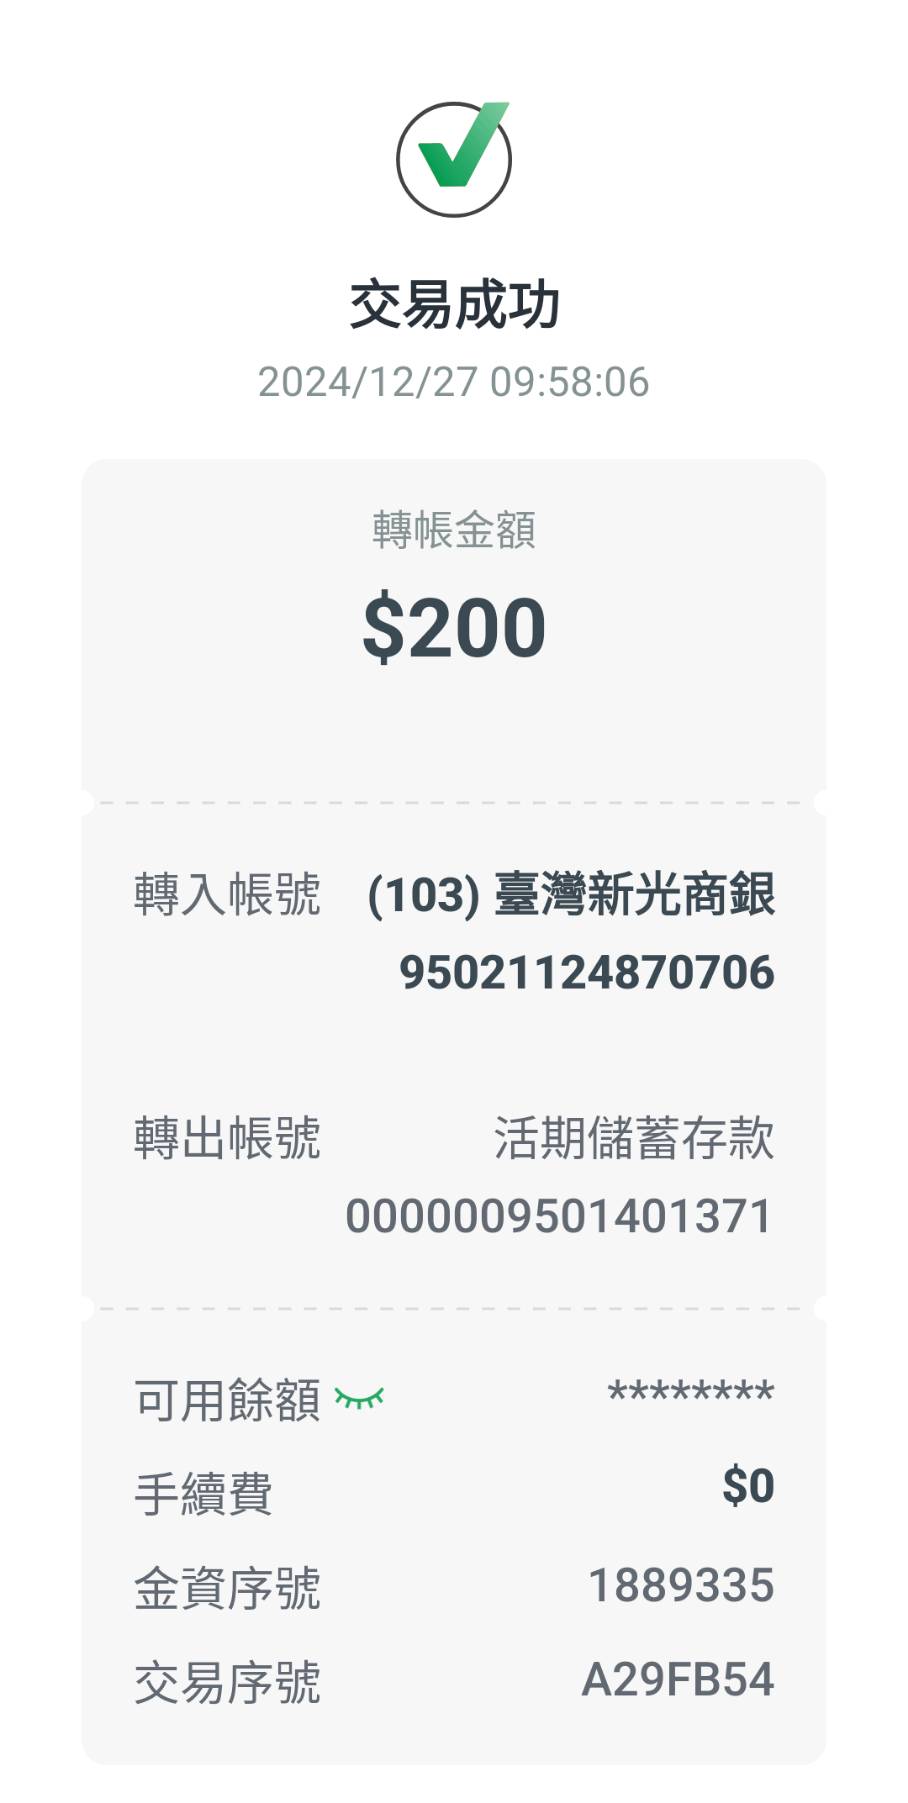 交易成功
2024/12/27 09:58:06
轉帳金額
$200
轉入帳號 (103) 臺灣新光商銀
95021124870706
轉出帳號 活期儲蓄存款
0000009501401371
可用餘額 ********
手續費 $0
金資序號 1889335
交易序號 A29FB54